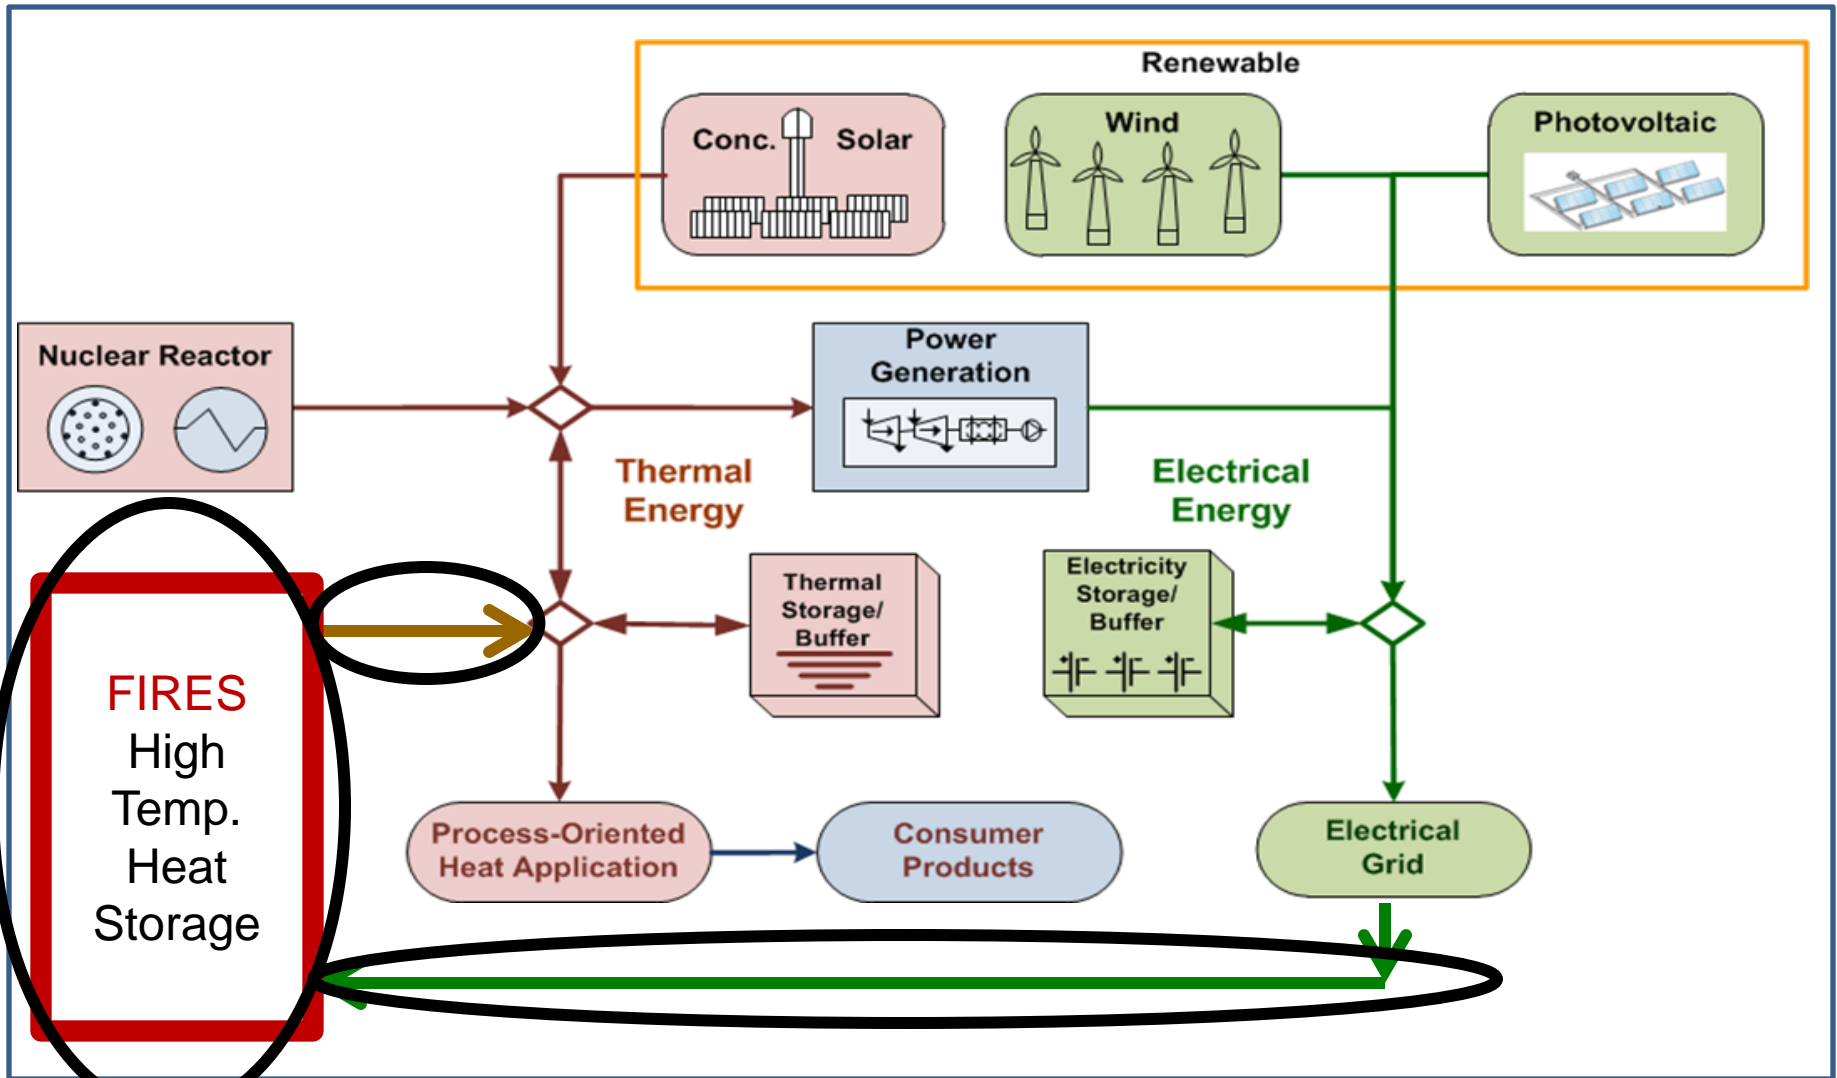 Renewable
Conc. Solar
Wind
Photovoltaic
Nuclear Reactor
Power
Generation
Thermal
Energy
Electrical
Energy
Thermal
Storage/
Buffer
Electricity
Storage/
Buffer
FIRES
High
Temp.
Heat
Storage
Process-Oriented
Heat Application
Consumer
Products
Electrical
Grid